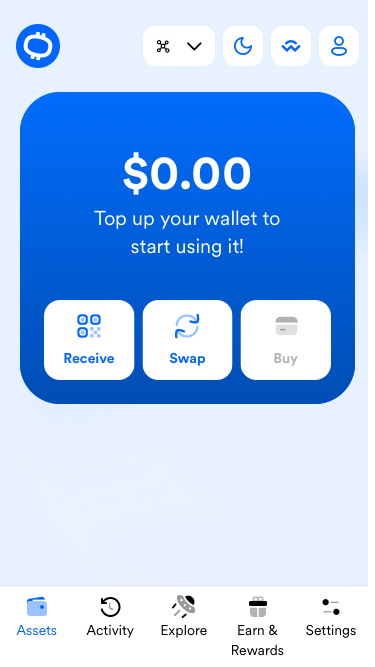 $0.00
Top up your wallet to
start using it!
Receive
Swap
Buy
Assets
Activity
Explore
Earn &
Rewards
Settings